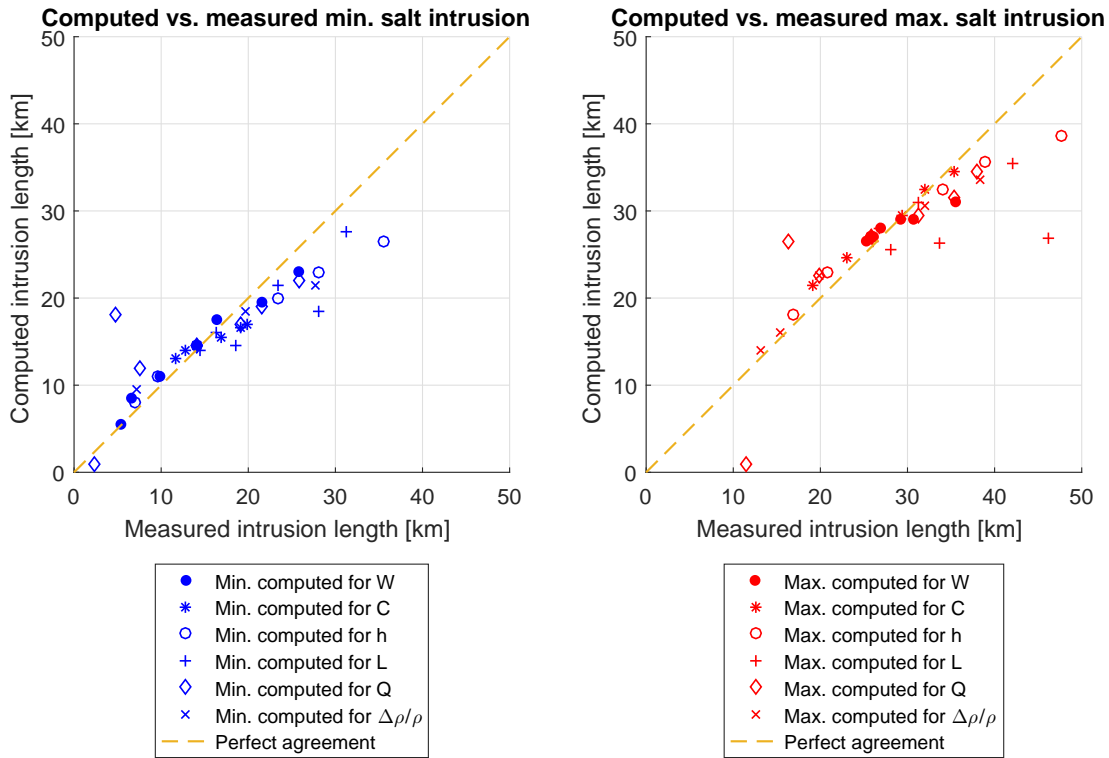 Computed vs. measured min. salt intrusion
50
40
30
20
10
0
Computed intrusion length [km]
0 10 20 30 40 50
Measured intrusion length [km]
Min. computed for W
Min. computed for C
Min. computed for h
Min. computed for L
Min. computed for Q
Min. computed for Δρ/ρ
Perfect agreement
Computed vs. measured max. salt intrusion
50
40
30
20
10
0
Computed intrusion length [km]
0 10 20 30 40 50
Measured intrusion length [km]
Max. computed for W
Max. computed for C
Max. computed for h
Max. computed for L
Max. computed for Q
Max. computed for Δρ/ρ
Perfect agreement